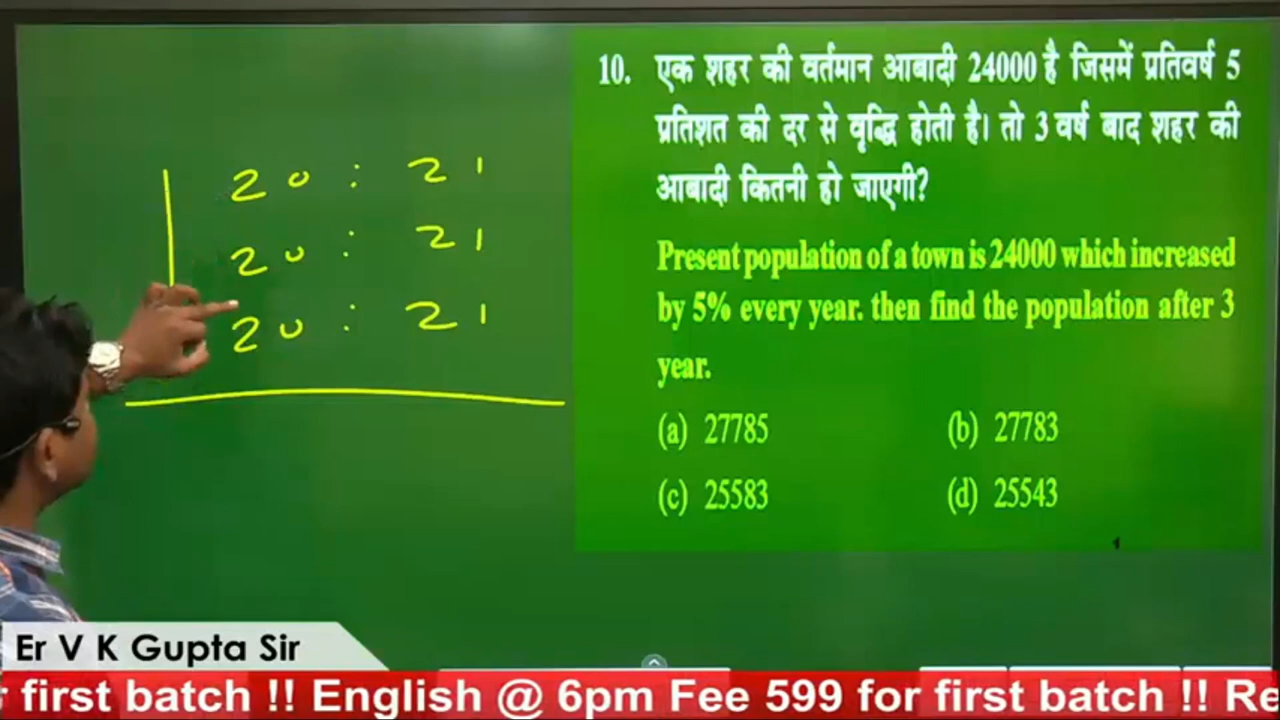 20 : 21
20 : 21
20 : 21
10. एक शहर की वर्तमान आबादी 24000 है जिसमें प्रतिवर्ष 5
प्रतिशत की दर से वृद्धि होती है। तो 3 वर्ष बाद शहर की
आबादी कितनी हो जाएगी?
Present population of a town is 24000 which increased
by 5% every year. then find the population after 3
year.
(a) 27785 (b) 27783
(c) 25583 (d) 25543
Er V K Gupta Sir
first batch !! English @ 6pm Fee 599 for first batch !! Re